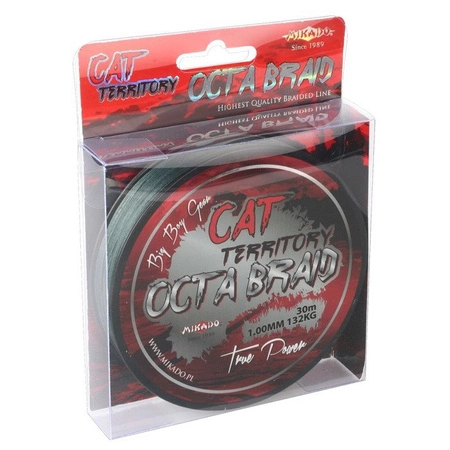 CAT
TERRITORY
MIKADO
Since 1989
OCTA BRAID
HIGHEST QUALITY BRAIDED LINE
Big Boy Gear
CAT
TERRITORY
OCTA BRAID
MIKADO
30m
1,00MM 132KG
True Power
WWW.MIKADO.PL